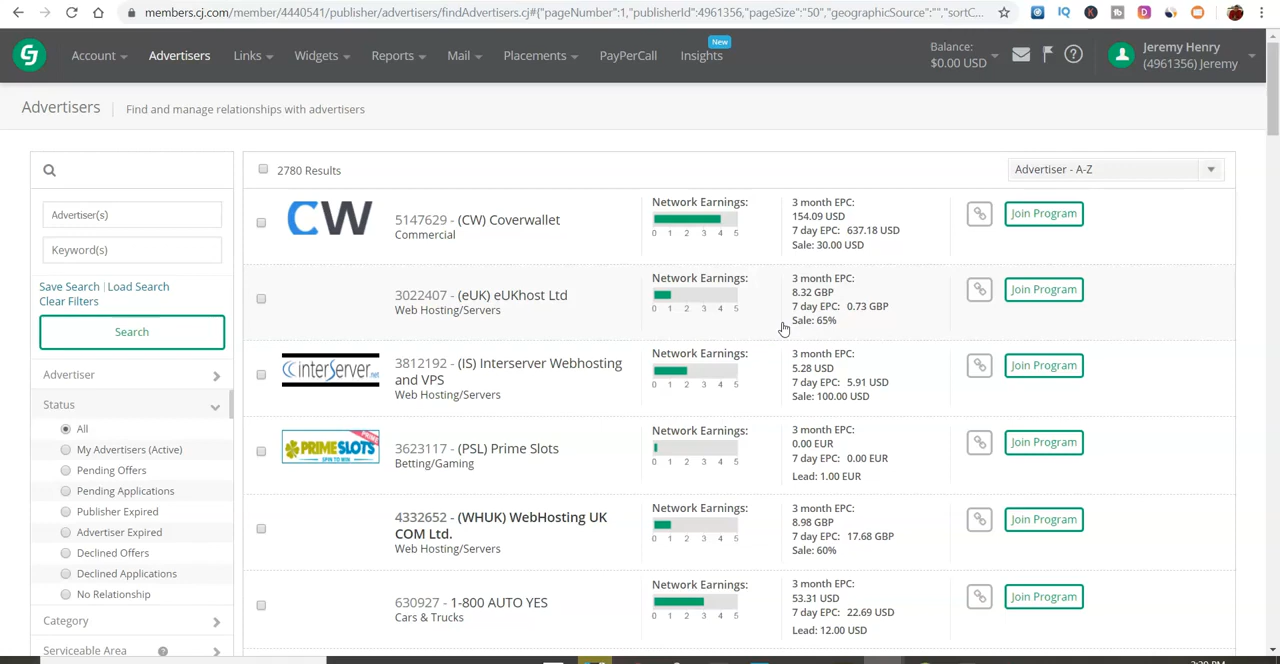 members.cj.com/member/4440541/publisher/advertisers/findAdvertisers.cj#{"pageNumber":1,"publisherId":4961356,"pageSize":"50","geographicSource":"","sortC...
New
Account Advertisers Links Widgets Reports Mail Placements PayPerCall Insights
Balance:
$0.00 USD
Jeremy Henry
(4961356) Jeremy
Advertisers Find and manage relationships with advertisers
Advertiser(s)
Keyword(s)
Save Search | Load Search
Clear Filters
Search
Advertiser
Status
All
My Advertisers (Active)
Pending Offers
Pending Applications
Publisher Expired
Advertiser Expired
Declined Offers
Declined Applications
No Relationship
Category
Serviceable Area
2780 Results
Advertiser - A-Z
CW
5147629 - (CW) Coverwallet
Commercial
Network Earnings:
0 1 2 3 4 5
3 month EPC:
154.09 USD
7 day EPC: 637.18 USD
Sale: 30.00 USD
Join Program
3022407 - (eUK) eUKhost Ltd
Web Hosting/Servers
Network Earnings:
0 1 2 3 4 5
3 month EPC:
8.32 GBP
7 day EPC: 0.73 GBP
Sale: 65%
Join Program
interServer.net
3812192 - (IS) Interserver Webhosting
and VPS
Web Hosting/Servers
Network Earnings:
0 1 2 3 4 5
3 month EPC:
5.28 USD
7 day EPC: 5.91 USD
Sale: 100.00 USD
Join Program
PRIMESLOTS
SPIN TO WIN
3623117 - (PSL) Prime Slots
Betting/Gaming
Network Earnings:
0 1 2 3 4 5
3 month EPC:
0.00 EUR
7 day EPC: 0.00 EUR
Lead: 1.00 EUR
Join Program
4332652 - (WHUK) WebHosting UK
COM Ltd.
Web Hosting/Servers
Network Earnings:
0 1 2 3 4 5
3 month EPC:
8.98 GBP
7 day EPC: 17.68 GBP
Sale: 60%
Join Program
630927 - 1-800 AUTO YES
Cars & Trucks
Network Earnings:
0 1 2 3 4 5
3 month EPC:
53.31 USD
7 day EPC: 22.69 USD
Lead: 12.00 USD
Join Program